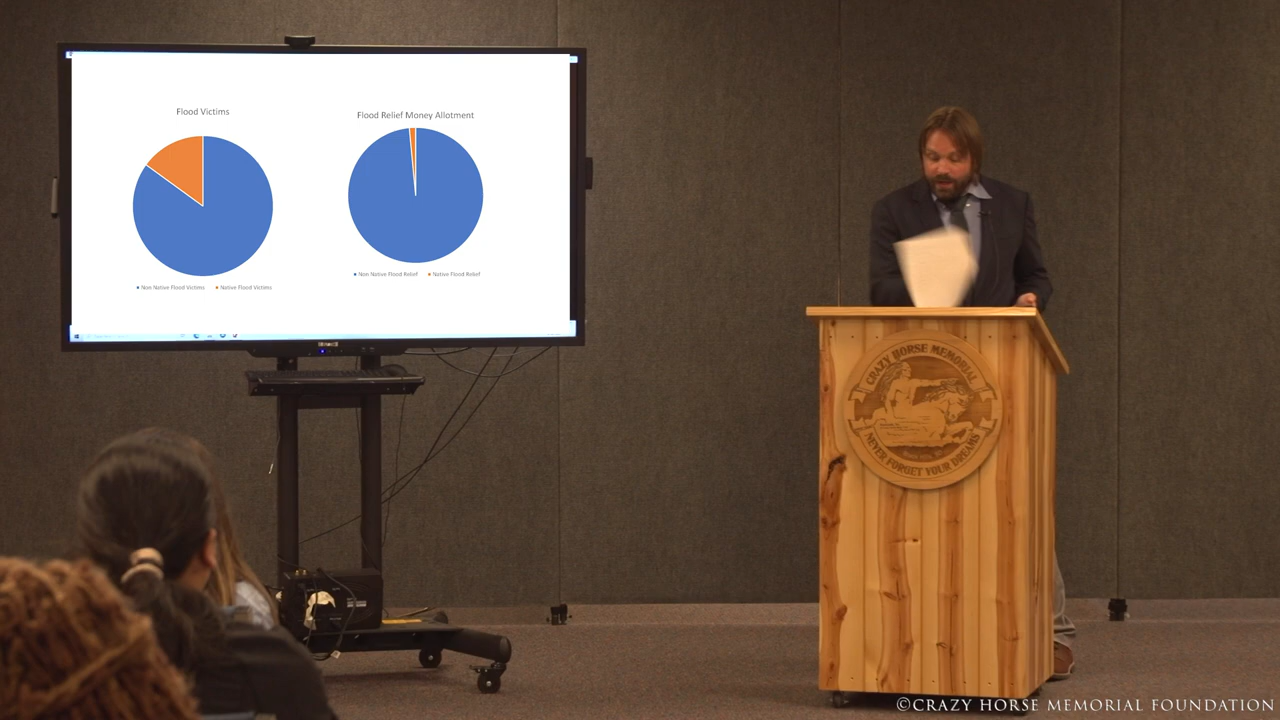 Flood Victims
Flood Relief Money Allotment
Non Native Flood Relief
Native Flood Relief
Non Native Flood Victims
Native Flood Victims
CRAZY HORSE MEMORIAL
NEVER FORGET YOUR DREAMS
©CRAZY HORSE MEMORIAL FOUNDATION